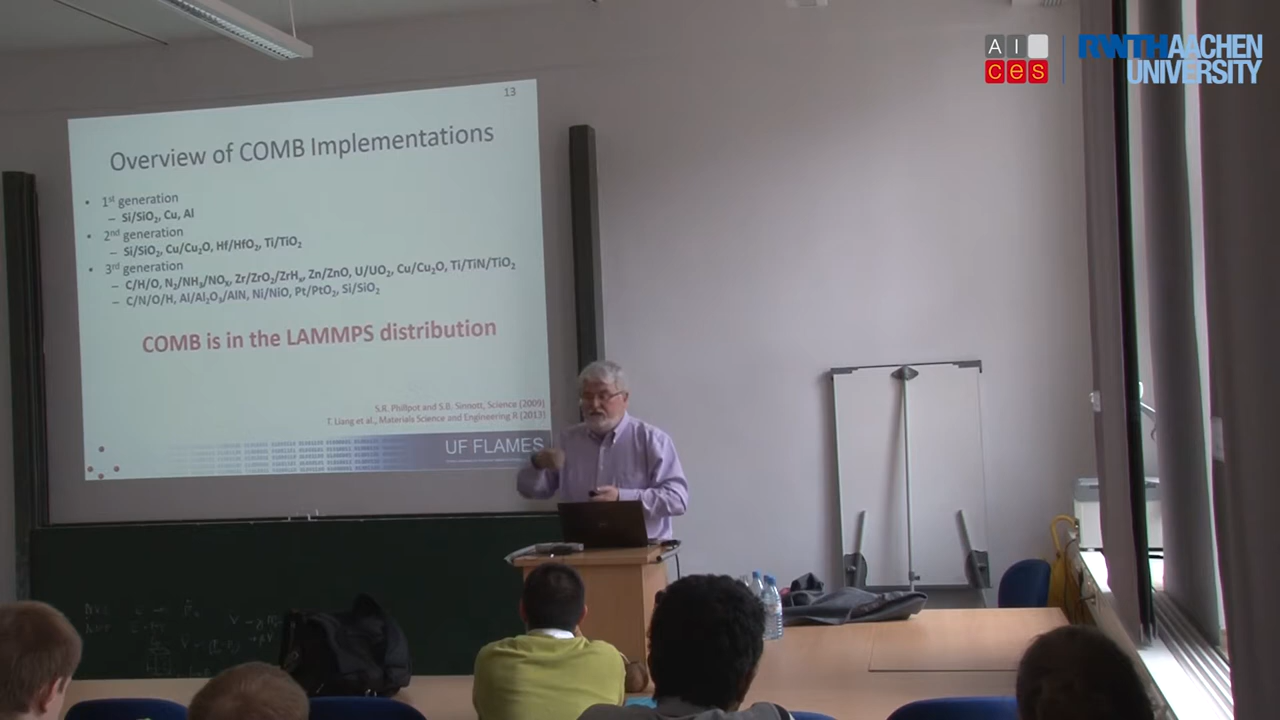 13
Overview of COMB Implementations
• 1st generation
– Si/SiO2, Cu, Al
• 2nd generation
– Si/SiO2, Cu/Cu2O, Hf/HfO2, Ti/TiO2
• 3rd generation
– C/H/O, N2/NH3/NOx, Zr/ZrO2/ZrHx, Zn/ZnO, U/UO2, Cu/Cu2O, Ti/TiN/TiO2
– C/N/O/H, Al/Al2O3/AlN, Ni/NiO, Pt/PtO2, Si/SiO2
COMB is in the LAMMPS distribution
S.R. Phillpot and S.B. Sinnott, Science (2009)
T. Liang et al., Materials Science and Engineering R (2013)
UF FLAMES
AI
ces
RWTH AACHEN
UNIVERSITY